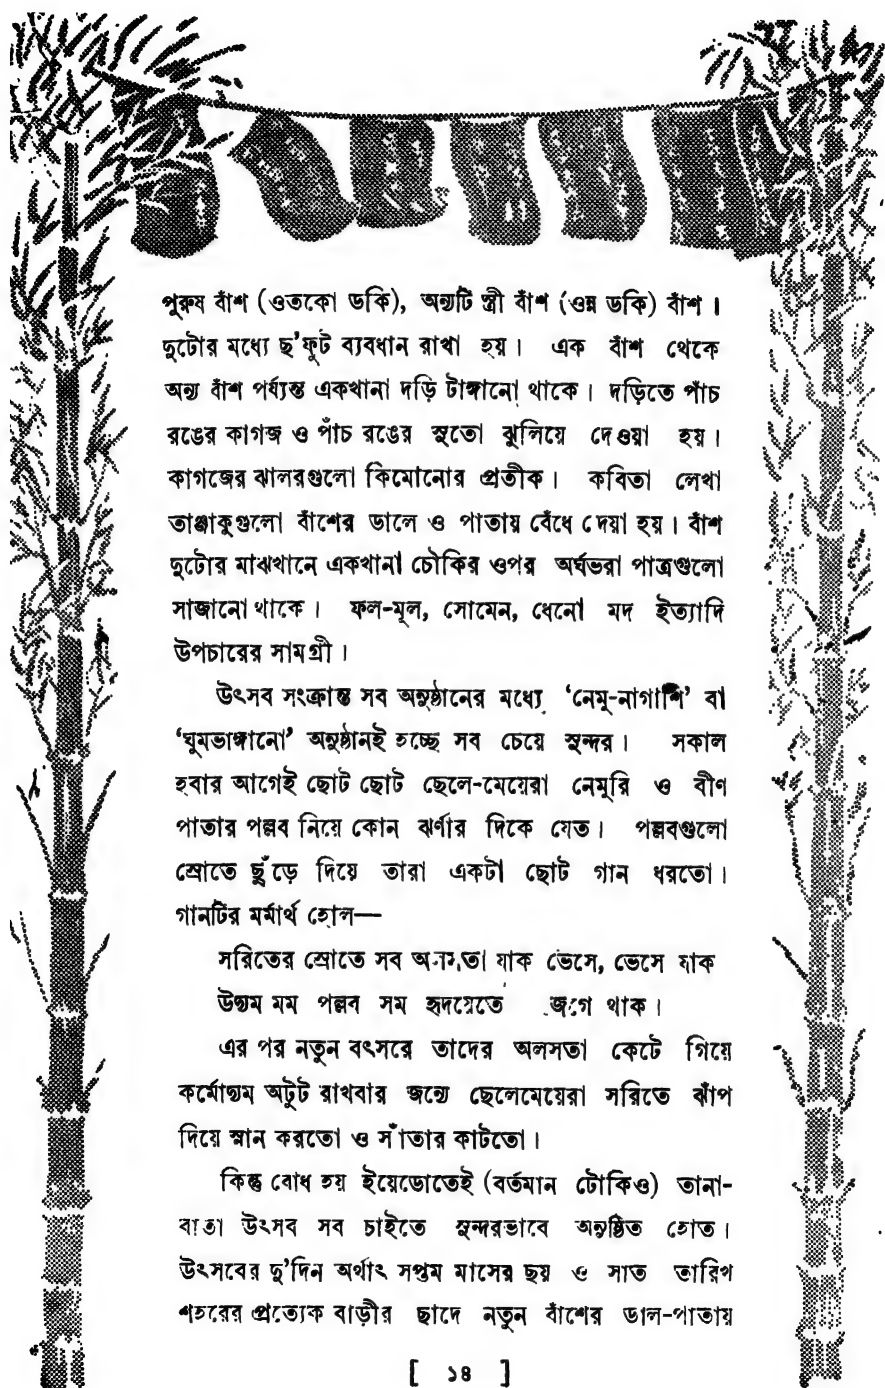 পুরুষ বাঁশ (ওতকো ডকি), অন্যটি স্ত্রী বাঁশ (ওন্ন ডকি) বাঁশ।
দুটোর মধ্যে ছ’ফুট ব্যবধান রাখা হয়। এক বাঁশ থেকে
অন্য বাঁশ পর্য্যন্ত একখানা দড়ি টাঙ্গানো থাকে। দড়িতে পাঁচ
রঙের কাগজ ও পাঁচ রঙের সুতো ঝুলিয়ে দেওয়া হয়।
কাগজের ঝালরগুলো কিমোনোর প্রতীক। কবিতা লেখা
তাঞ্জাকুগুলো বাঁশের ডালে ও পাতায় বেঁধে দেয়া হয়। বাঁশ
দুটোর মাঝখানে একখানা চৌকির ওপর অর্ঘভরা পাত্রগুলো
সাজানো থাকে। ফল-মূল, সোমেন, ধেনো মদ ইত্যাদি
উপচারের সামগ্রী।
উৎসব সংক্রান্ত সব অনুষ্ঠানের মধ্যে ‘নেমু-নাগাশি’ বা
‘ঘুমভাঙ্গানো’ অনুষ্ঠানই হচ্ছে সব চেয়ে সুন্দর। সকাল
হবার আগেই ছোট ছোট ছেলে-মেয়েরা নেমুরি ও বীণ
পাতার পল্লব নিয়ে কোন ঝর্ণার দিকে যেত। পল্লবগুলো
স্রোতে ছুঁড়ে দিয়ে তারা একটা ছোট গান ধরতো।
গানটির মর্মার্থ হোল—
সরিতের স্রোতে সব অলসতা যাক ভেসে, ভেসে যাক
উদ্যম মম পল্লব সম হৃদয়েতে জেগে থাক।
এর পর নতুন বৎসরে তাদের অলসতা কেটে গিয়ে
কর্মোদ্যম অটুট রাখবার জন্যে ছেলেমেয়েরা সরিতে ঝাঁপ
দিয়ে স্নান করতো ও সাঁতার কাটতো।
কিন্তু বোধ হয় ইয়েডোতেই (বর্তমান টোকিও) তানা-
বাতা উৎসব সব চাইতে সুন্দরভাবে অনুষ্ঠিত হোত।
উৎসবের দু’দিন অর্থাৎ সপ্তম মাসের ছয় ও সাত তারিখ
শহরের প্রত্যেক বাড়ীর ছাদে নতুন বাঁশের ডাল-পাতায়
[ ১৪ ]